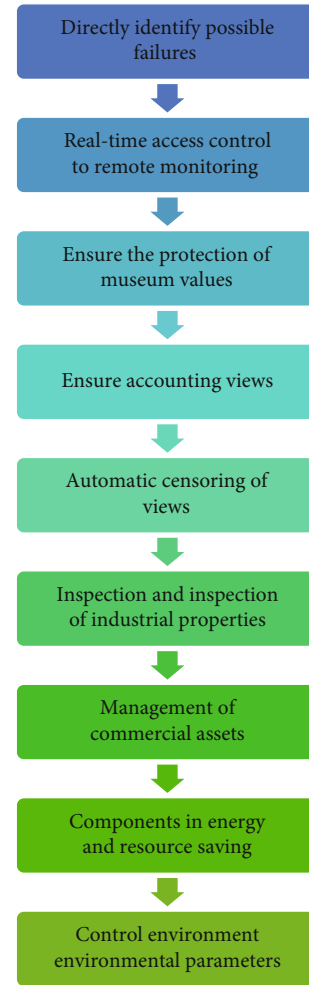 Directly identify possible
failures
Real-time access control
to remote monitoring
Ensure the protection of
museum values
Ensure accounting views
Automatic censoring of
views
Inspection and inspection
of industrial properties
Management of
commercial assets
Components in energy
and resource saving
Control environment
environmental parameters